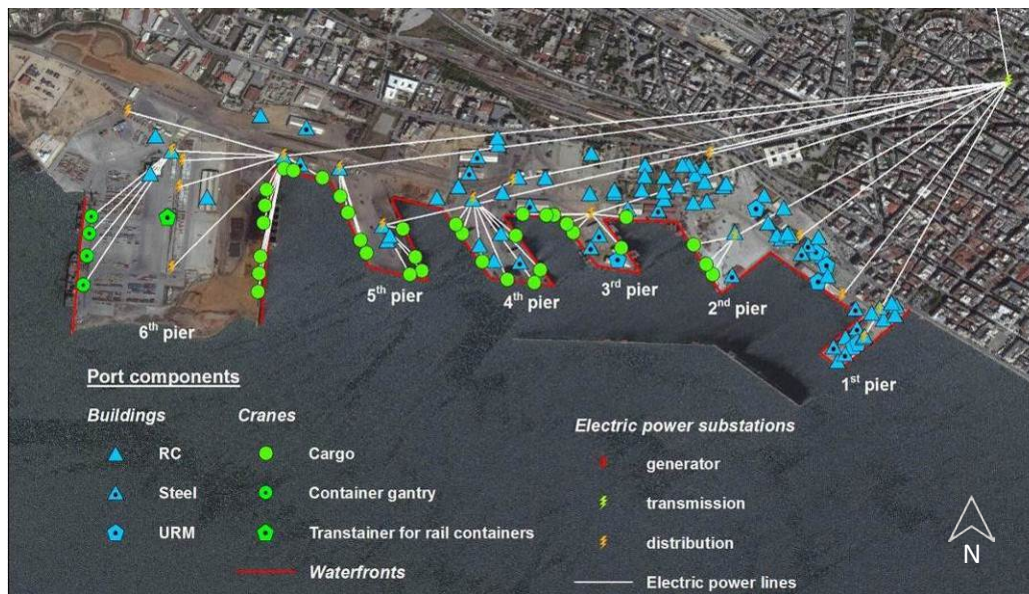 6th pier
5th pier
4th pier
3rd pier
2nd pier
1st pier
Port components
Buildings
RC
Steel
URM
Cranes
Cargo
Container gantry
Transtainer for rail containers
Waterfronts
Electric power substations
generator
transmission
distribution
Electric power lines
N